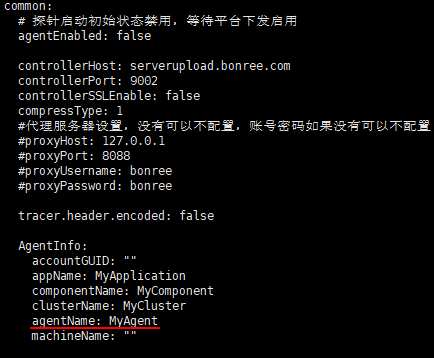 common:
# 探针启动初始状态禁用，等待平台下发启用
agentEnabled: false
controllerHost: serverupload.bonree.com
controllerPort: 9002
controllerSSLEnable: false
compressType: 1
#代理服务器设置，没有可以不配置，账号密码如果没有可以不配置
#proxyHost: 127.0.0.1
#proxyPort: 8088
#proxyUsername: bonree
#proxyPassword: bonree
tracer.header.encoded: false
AgentInfo:
accountGUID: ""
appName: MyApplication
componentName: MyComponent
clusterName: MyCluster
agentName: MyAgent
machineName: ""